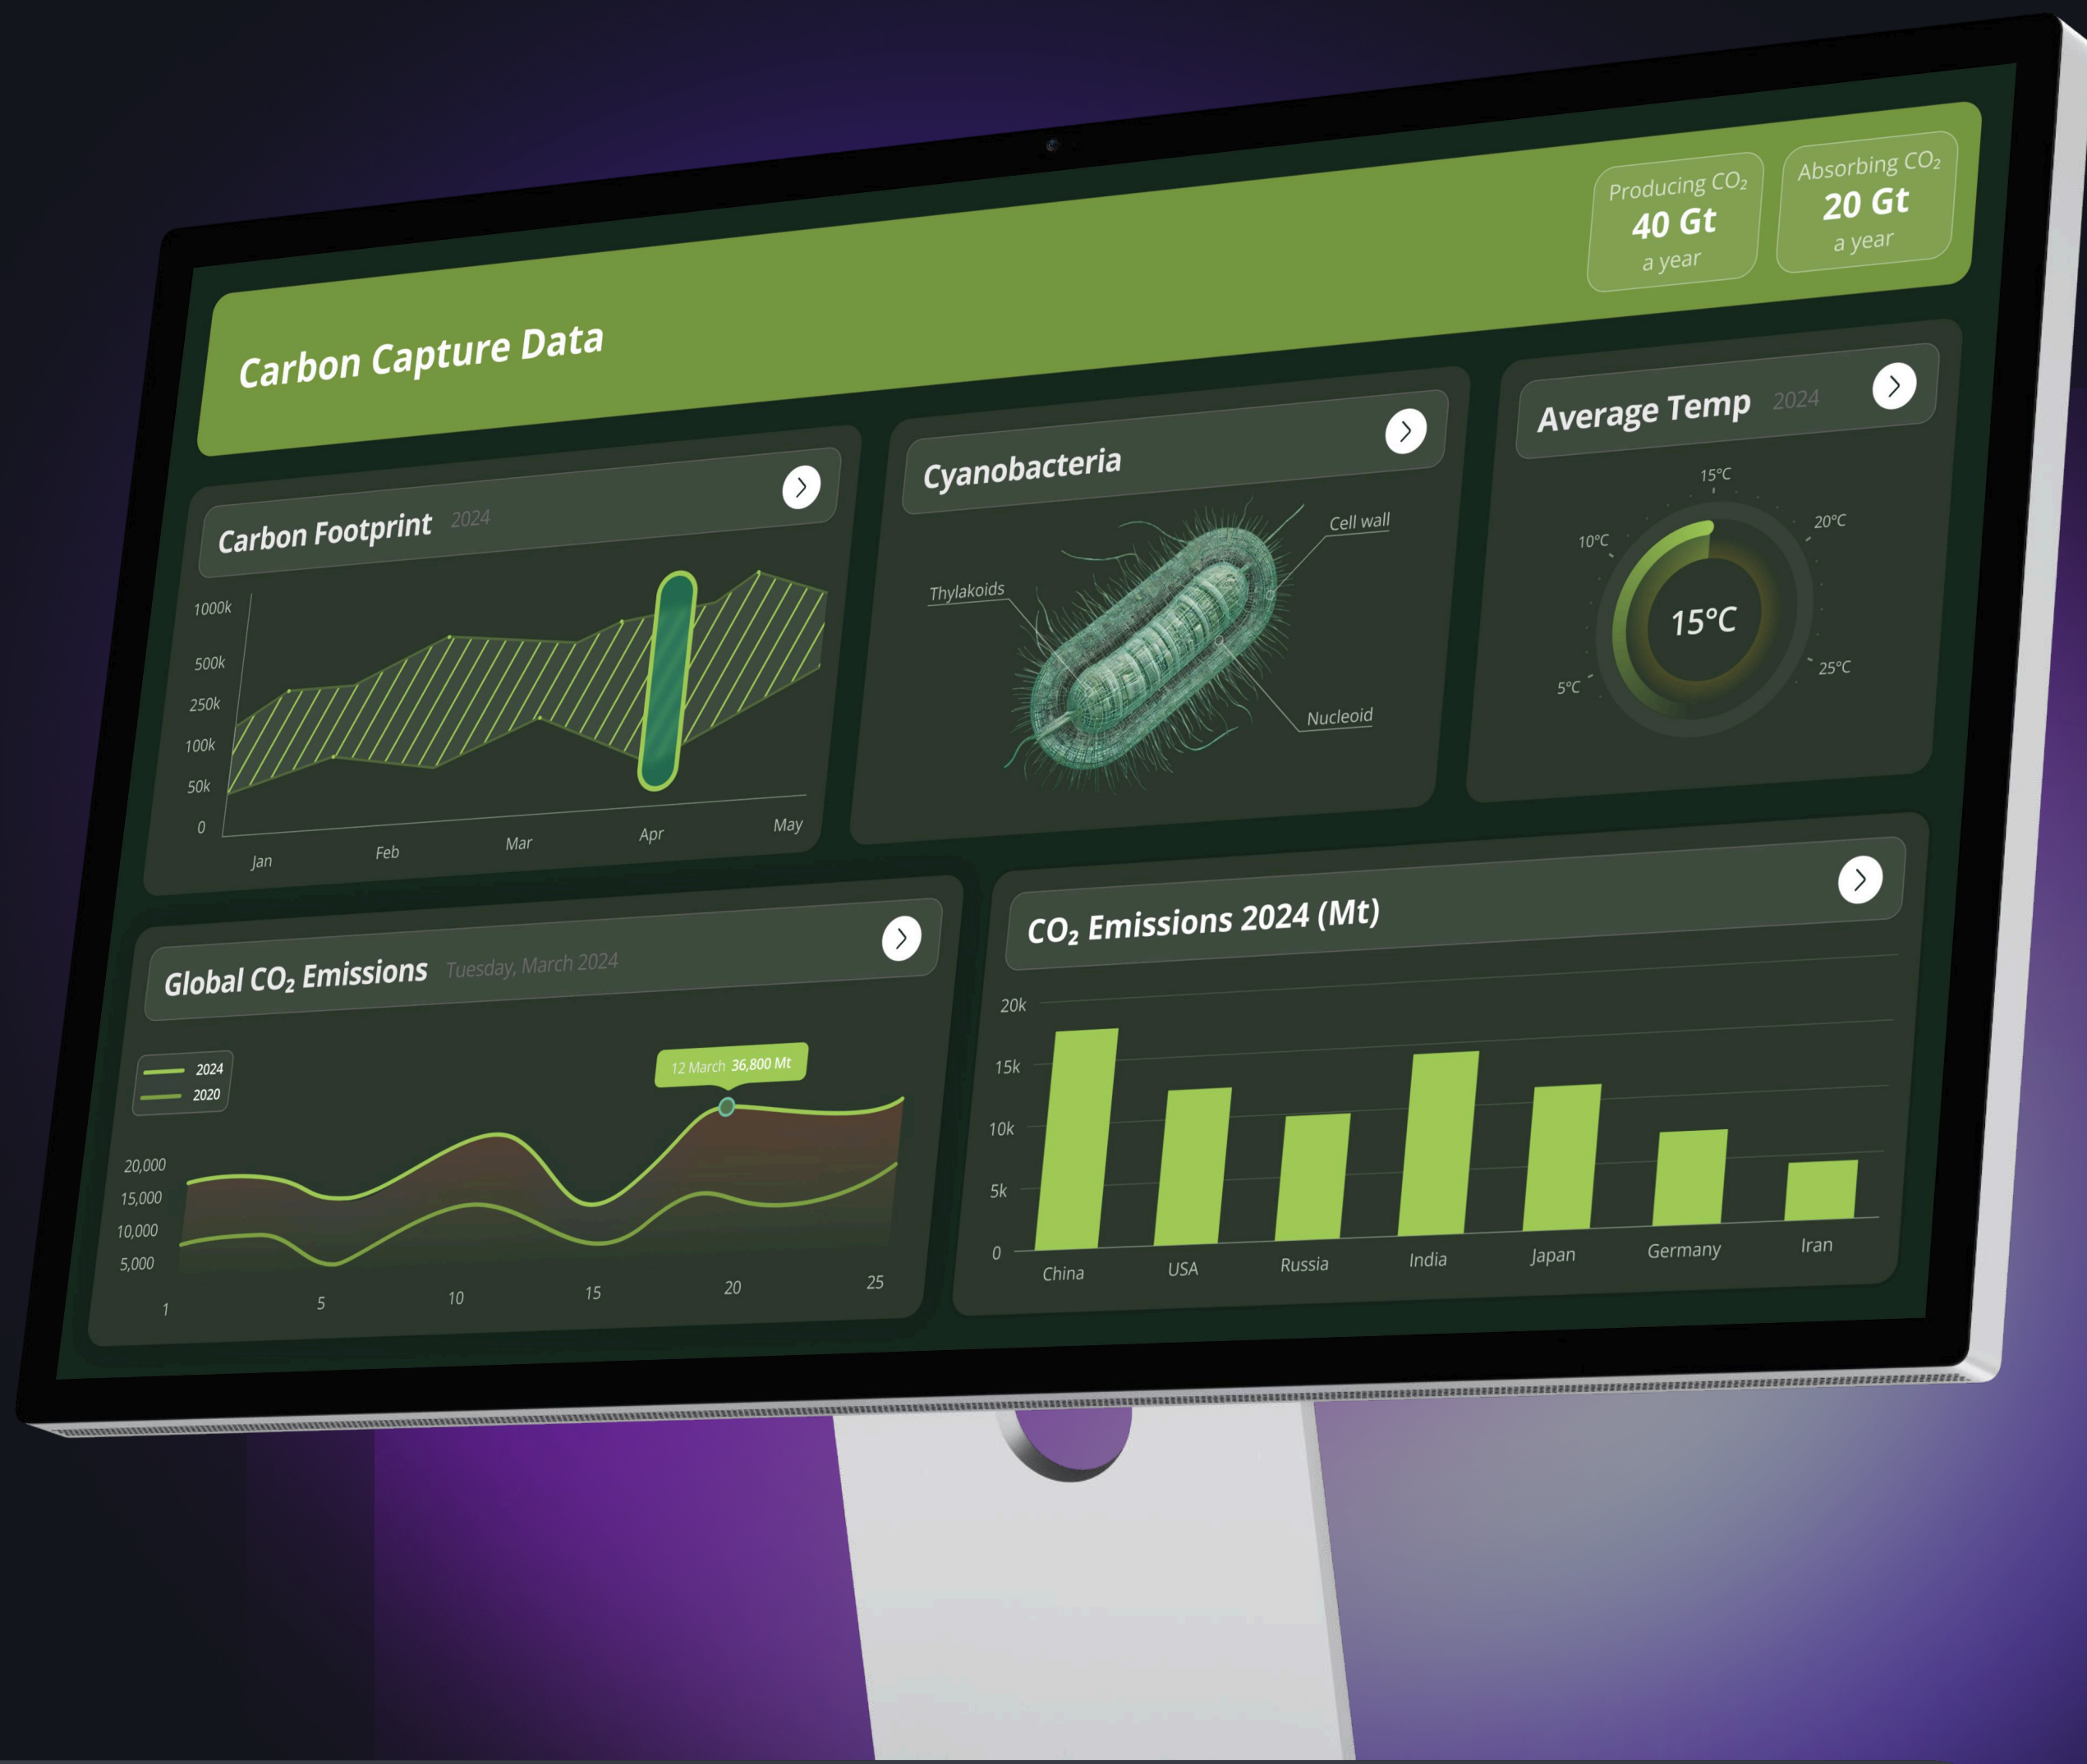 Carbon Capture Data
Producing CO₂
40 Gt
a year
Absorbing CO₂
20 Gt
a year
Carbon Footprint 2024
1000k
500k
250k
100k
50k
0
Jan Feb Mar Apr May
Cyanobacteria
Cell wall
Thylakoids
Nucleoid
Average Temp 2024
15°C
20°C
10°C
15°C
25°C
5°C
Global CO₂ Emissions Tuesday, March 2024
2024
2020
12 March 36,800 Mt
20,000
15,000
10,000
5,000
1 5 10 15 20 25
CO₂ Emissions 2024 (Mt)
20k
15k
10k
5k
0
China USA Russia India Japan Germany Iran